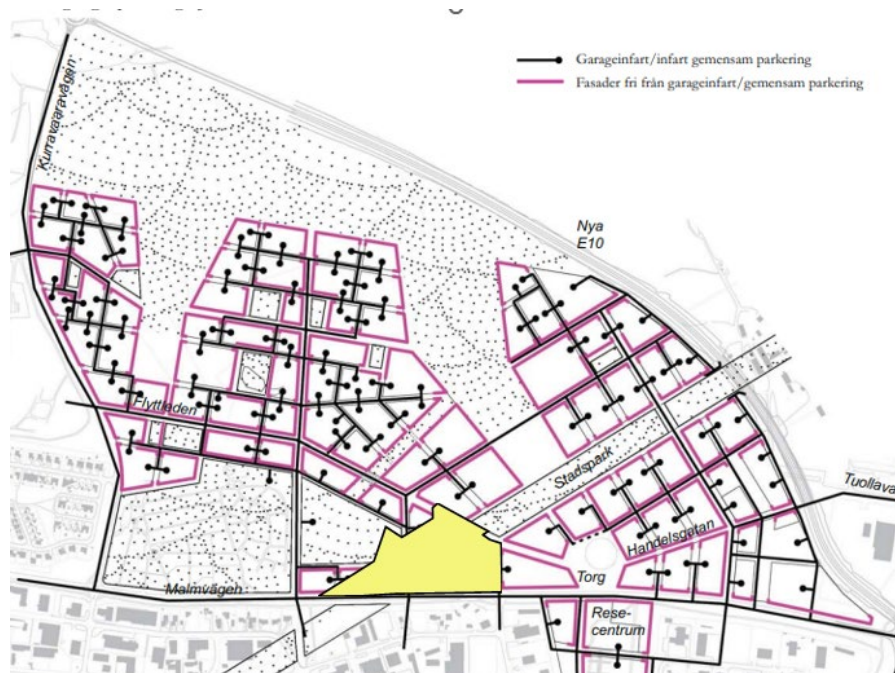 Garageinfart/infart gemensam parkering
Fasader fri från garageinfart/gemensam parkering
Kurravaaravägen
Nya
E10
Flyttleden
Stadspark
Tuollava
Handelsgatan
Malmvägen
Torg
Rese-
centrum